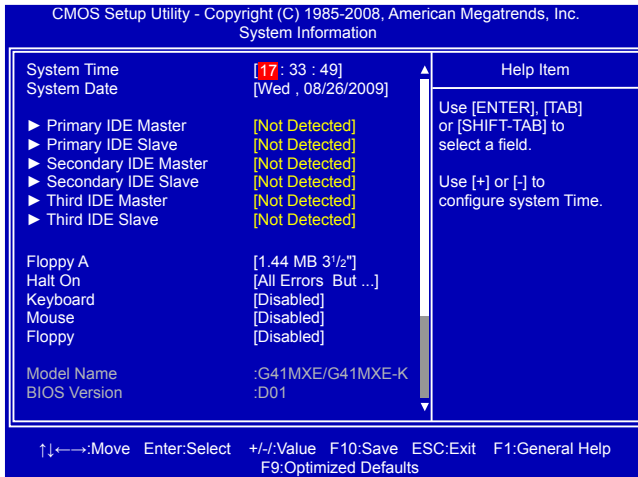 CMOS Setup Utility - Copyright (C) 1985-2008, American Megatrends, Inc.
System Information
System Time [17 : 33 : 49]
System Date [Wed , 08/26/2009]
► Primary IDE Master [Not Detected]
► Primary IDE Slave [Not Detected]
► Secondary IDE Master [Not Detected]
► Secondary IDE Slave [Not Detected]
► Third IDE Master [Not Detected]
► Third IDE Slave [Not Detected]
Floppy A [1.44 MB 3¹/₂"]
Halt On [All Errors But ...]
Keyboard [Disabled]
Mouse [Disabled]
Floppy [Disabled]
Model Name :G41MXE/G41MXE-K
BIOS Version :D01
Help Item
Use [ENTER], [TAB]
or [SHIFT-TAB] to
select a field.
Use [+] or [-] to
configure system Time.
↑↓←→:Move Enter:Select +/-/:Value F10:Save ESC:Exit F1:General Help
F9:Optimized Defaults